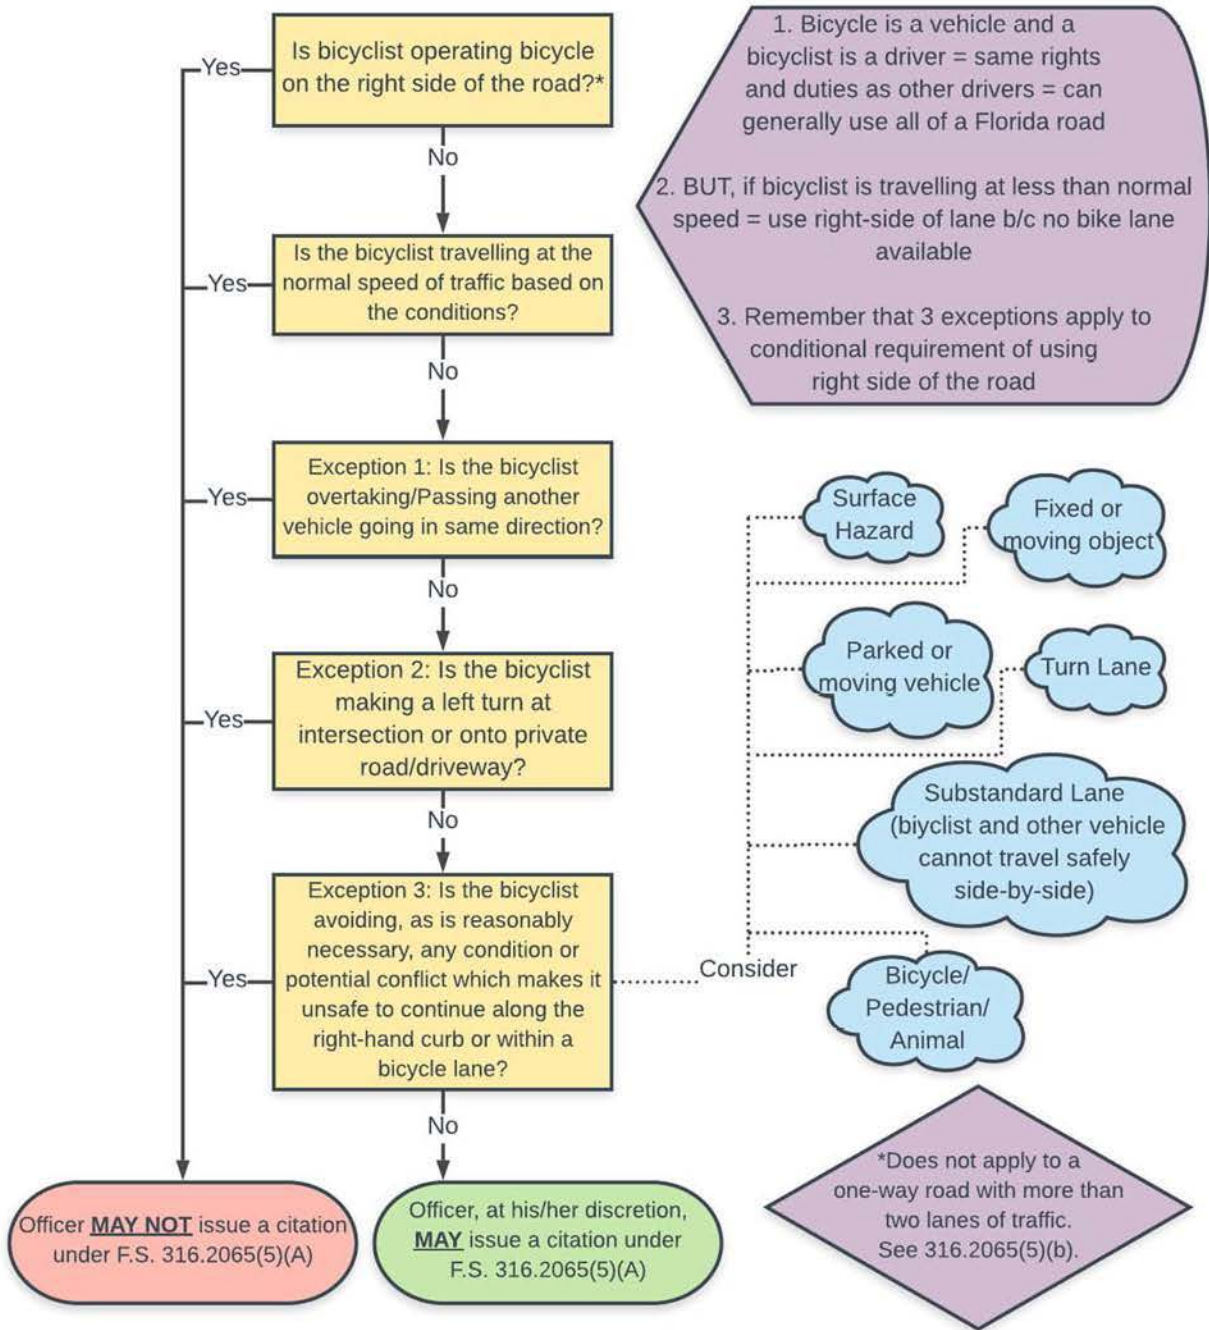 Is bicyclist operating bicycle
on the right side of the road?*
Yes
No
Is the bicyclist travelling at the
normal speed of traffic based on
the conditions?
Yes
No
Exception 1: Is the bicyclist
overtaking/Passing another
vehicle going in same direction?
Yes
No
Exception 2: Is the bicyclist
making a left turn at
intersection or onto private
road/driveway?
Yes
No
Exception 3: Is the bicyclist
avoiding, as is reasonably
necessary, any condition or
potential conflict which makes it
unsafe to continue along the
right-hand curb or within a
bicycle lane?
Yes
No
Officer MAY NOT issue a citation
under F.S. 316.2065(5)(A)
Officer, at his/her discretion,
MAY issue a citation under
F.S. 316.2065(5)(A)
1. Bicycle is a vehicle and a
bicyclist is a driver = same rights
and duties as other drivers = can
generally use all of a Florida road
2. BUT, if bicyclist is travelling at less than normal
speed = use right-side of lane b/c no bike lane
available
3. Remember that 3 exceptions apply to
conditional requirement of using
right side of the road
Consider
Surface
Hazard
Fixed or
moving object
Parked or
moving vehicle
Turn Lane
Substandard Lane
(biyclist and other vehicle
cannot travel safely
side-by-side)
Bicycle/
Pedestrian/
Animal
*Does not apply to a
one-way road with more than
two lanes of traffic.
See 316.2065(5)(b).